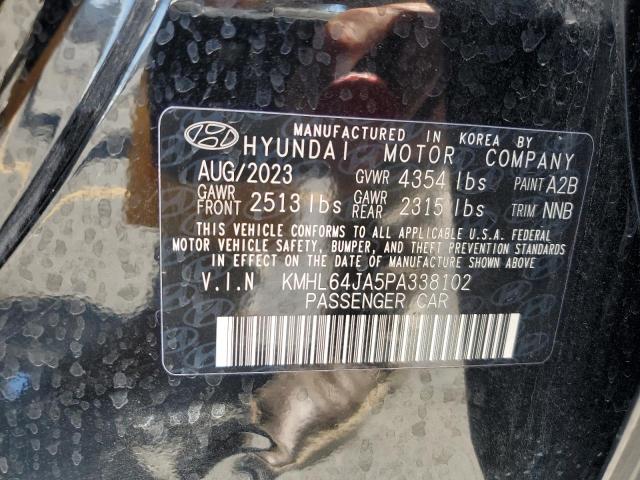 MANUFACTURED IN KOREA BY
HYUNDAI MOTOR COMPANY
AUG/2023 GVWR 4354 lbs PAINT A2B
GAWR FRONT 2513 lbs GAWR REAR 2315 lbs TRIM NNB
THIS VEHICLE CONFORMS TO ALL APPLICABLE U.S.A. FEDERAL
MOTOR VEHICLE SAFETY, BUMPER, AND THEFT PREVENTION STANDARDS
IN EFFECT ON THE DATE OF MANUFACTURE SHOWN ABOVE.
V.I.N KMHL64JA5PA338102
PASSENGER CAR